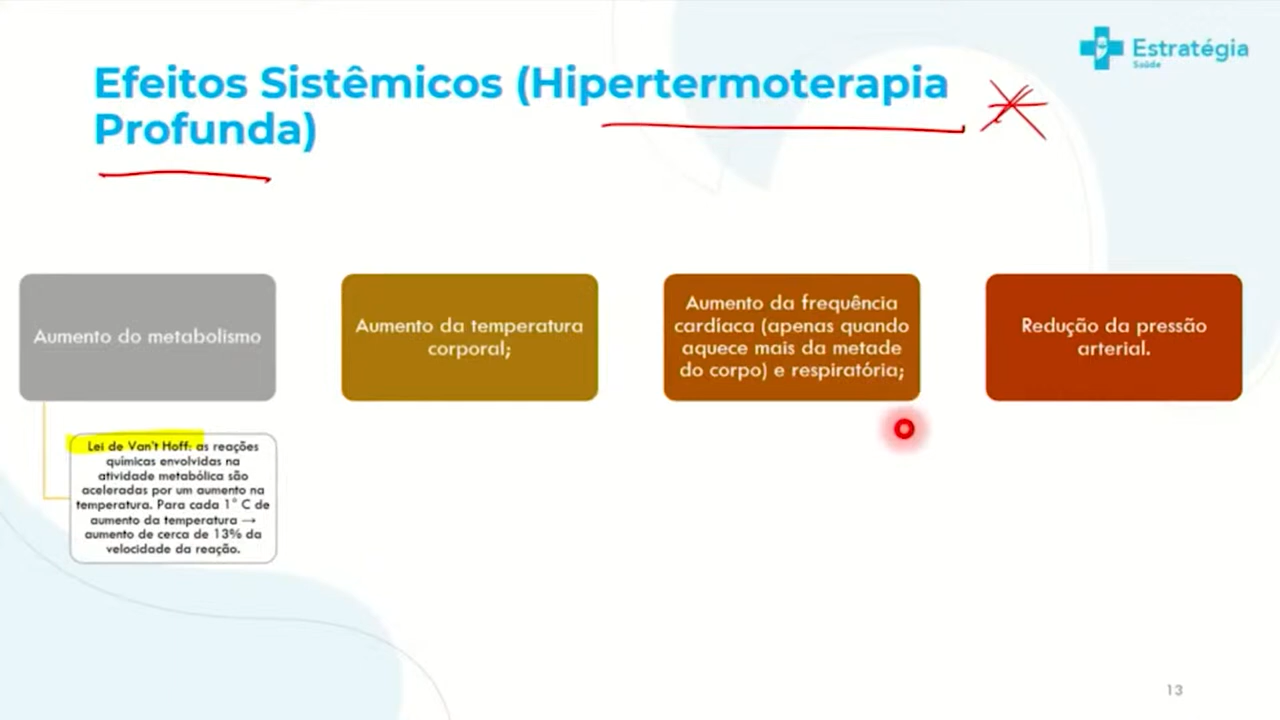 Estratégia
Saúde
Efeitos Sistêmicos (Hipertermoterapia
Profunda)
Aumento do metabolismo
Aumento da temperatura
corporal;
Aumento da frequência
cardíaca (apenas quando
aquece mais da metade
do corpo) e respiratória;
Redução da pressão
arterial.
Lei de Van't Hoff: as reações
químicas envolvidas na
atividade metabólica são
aceleradas por um aumento na
temperatura. Para cada 1° C de
aumento da temperatura →
aumento de cerca de 13% da
velocidade da reação.
13